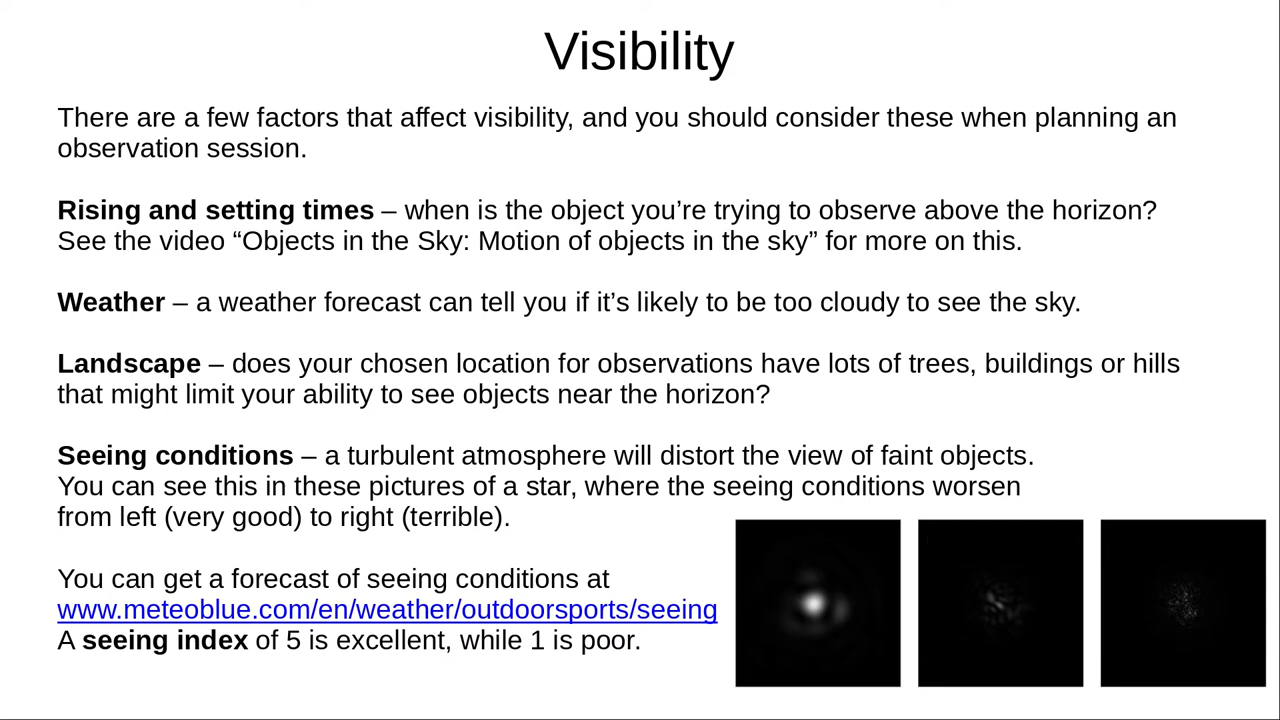 Visibility
There are a few factors that affect visibility, and you should consider these when planning an
observation session.
Rising and setting times – when is the object you’re trying to observe above the horizon?
See the video “Objects in the Sky: Motion of objects in the sky” for more on this.
Weather – a weather forecast can tell you if it’s likely to be too cloudy to see the sky.
Landscape – does your chosen location for observations have lots of trees, buildings or hills
that might limit your ability to see objects near the horizon?
Seeing conditions – a turbulent atmosphere will distort the view of faint objects.
You can see this in these pictures of a star, where the seeing conditions worsen
from left (very good) to right (terrible).
You can get a forecast of seeing conditions at
www.meteoblue.com/en/weather/outdoorsports/seeing
A seeing index of 5 is excellent, while 1 is poor.